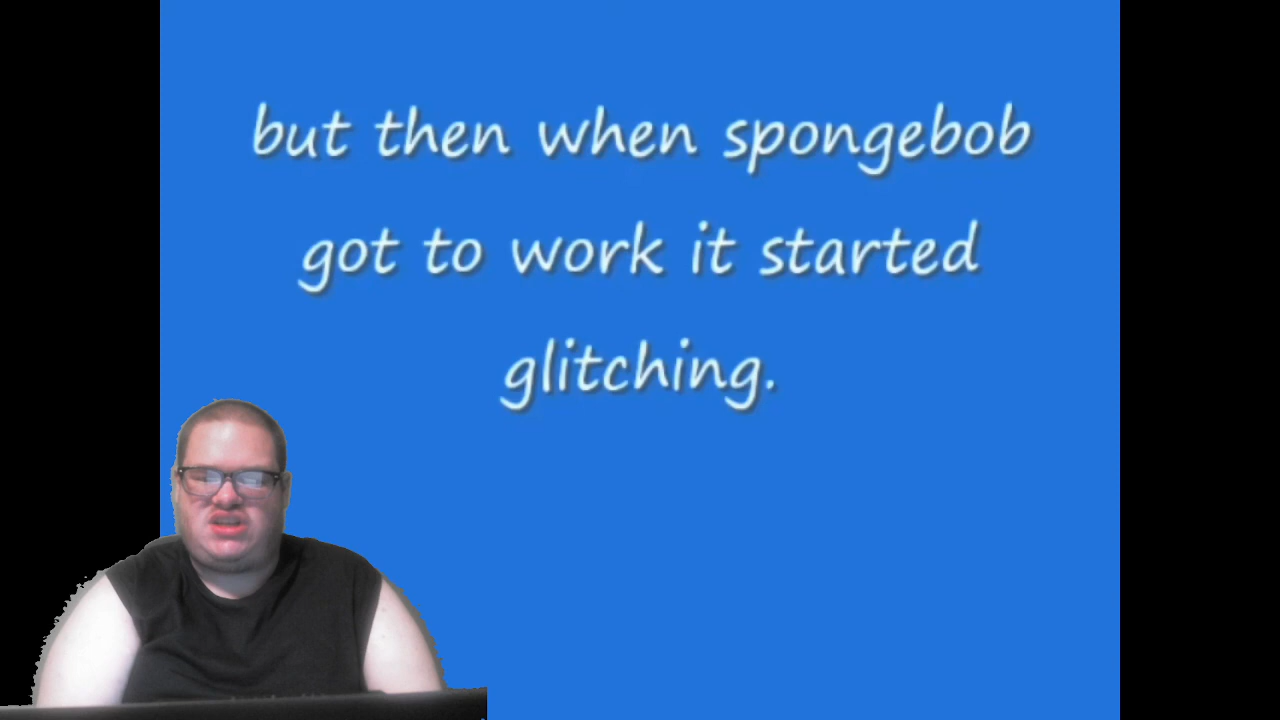 but then when spongebob
got to work it started
glitching.